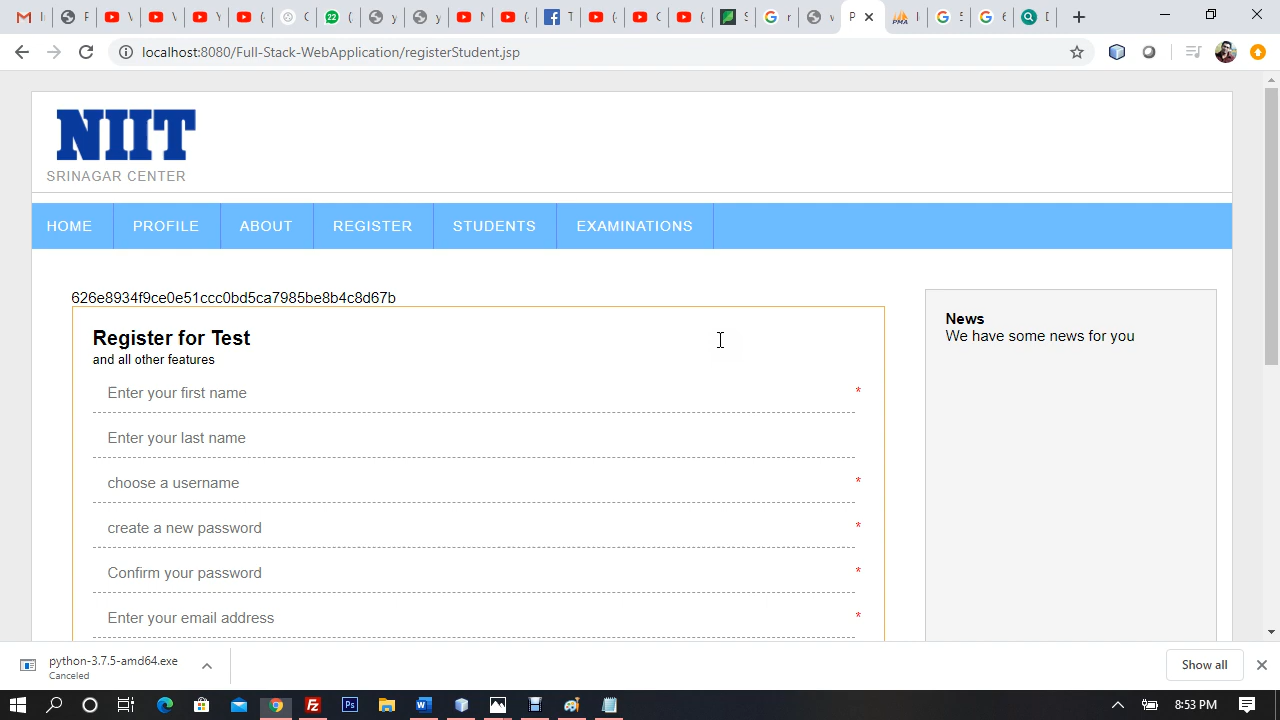 (
localhost:8080/Full-Stack-WebApplication/registerStudent.jsp
NIIT
SRINAGAR CENTER
HOME PROFILE ABOUT REGISTER STUDENTS EXAMINATIONS
626e8934f9ce0e51ccc0bd5ca7985be8b4c8d67b
Register for Test
and all other features
Enter your first name *
Enter your last name
choose a username *
create a new password *
Confirm your password *
Enter your email address *
News
We have some news for you
python-3.7.5-amd64.exe
Canceled
Show all
8:53 PM